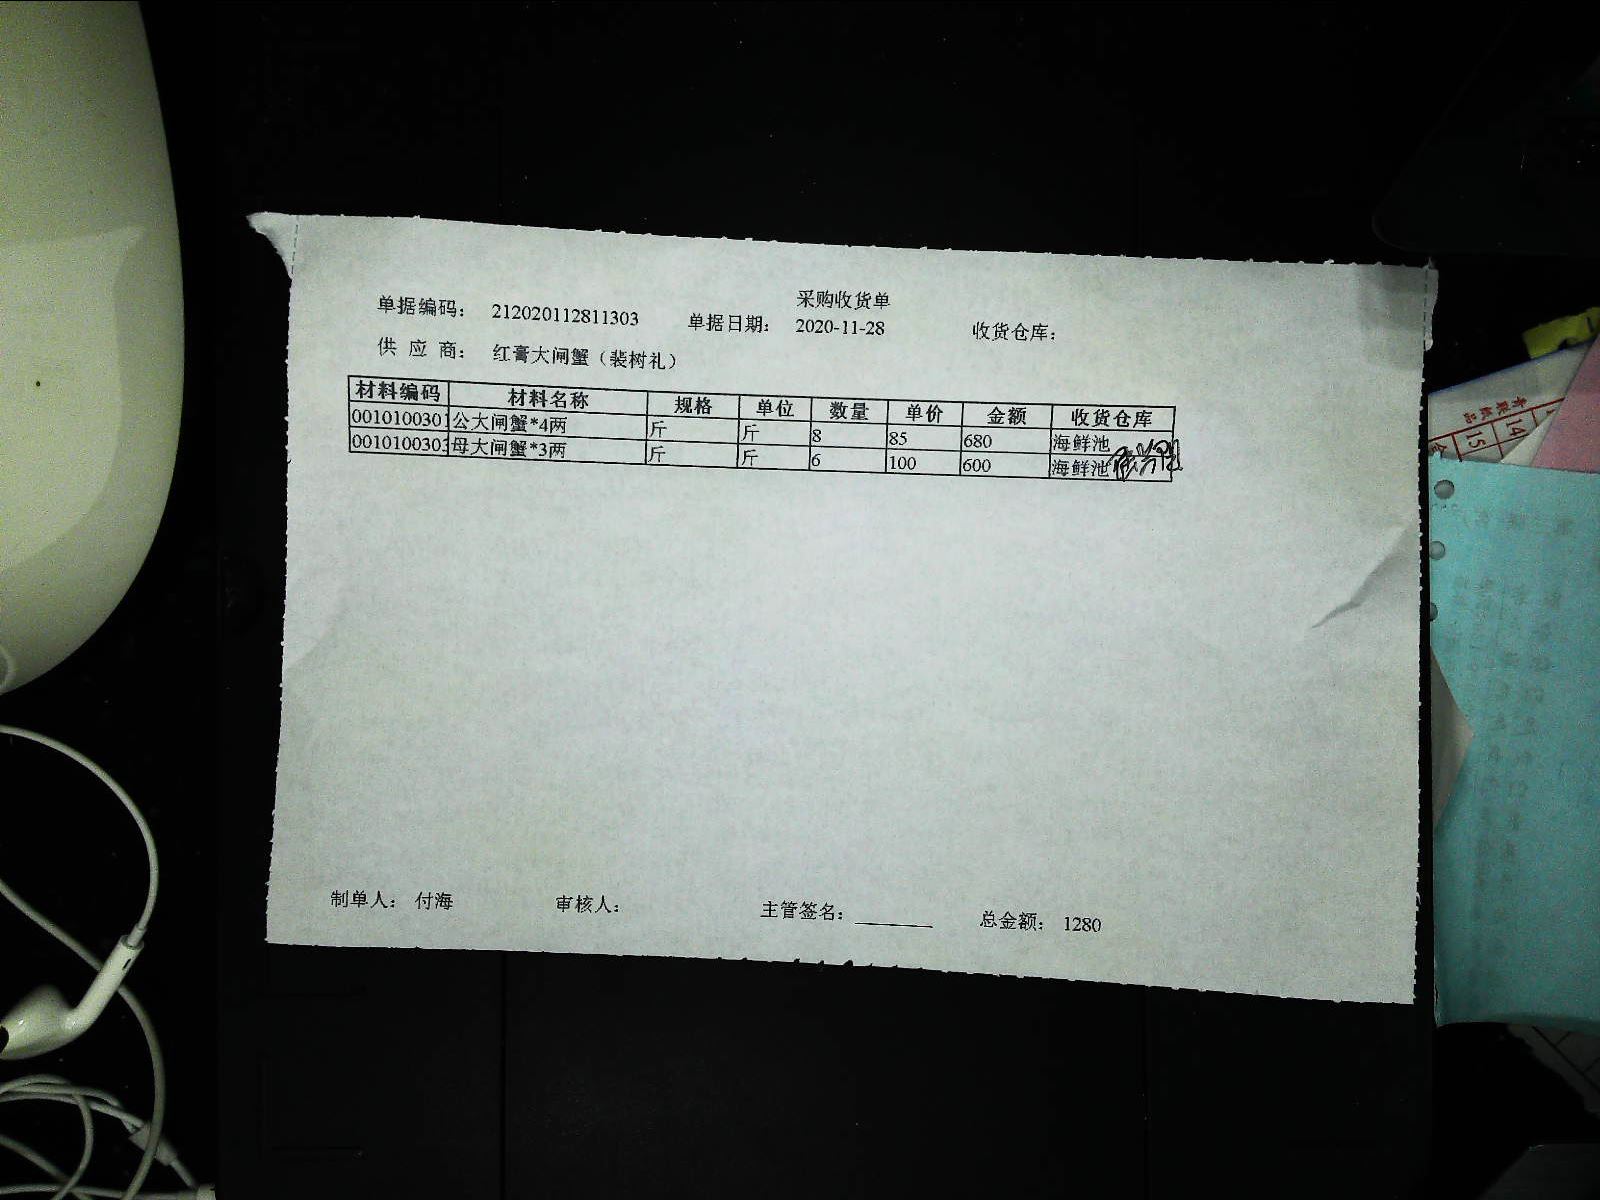 采购收货单
单据编码： 212020112811303 单据日期： 2020-11-28 收货仓库：
供 应 商： 红膏大闸蟹（裴树礼）
材料编码 材料名称 规格 单位 数量 单价 金额 收货仓库
001010030 公大闸蟹*4两 斤 斤 8 85 680 海鲜池
001010030 母大闸蟹*3两 斤 斤 6 100 600 海鲜池
制单人： 付海 审核人： 主管签名： 总金额： 1280
15 14